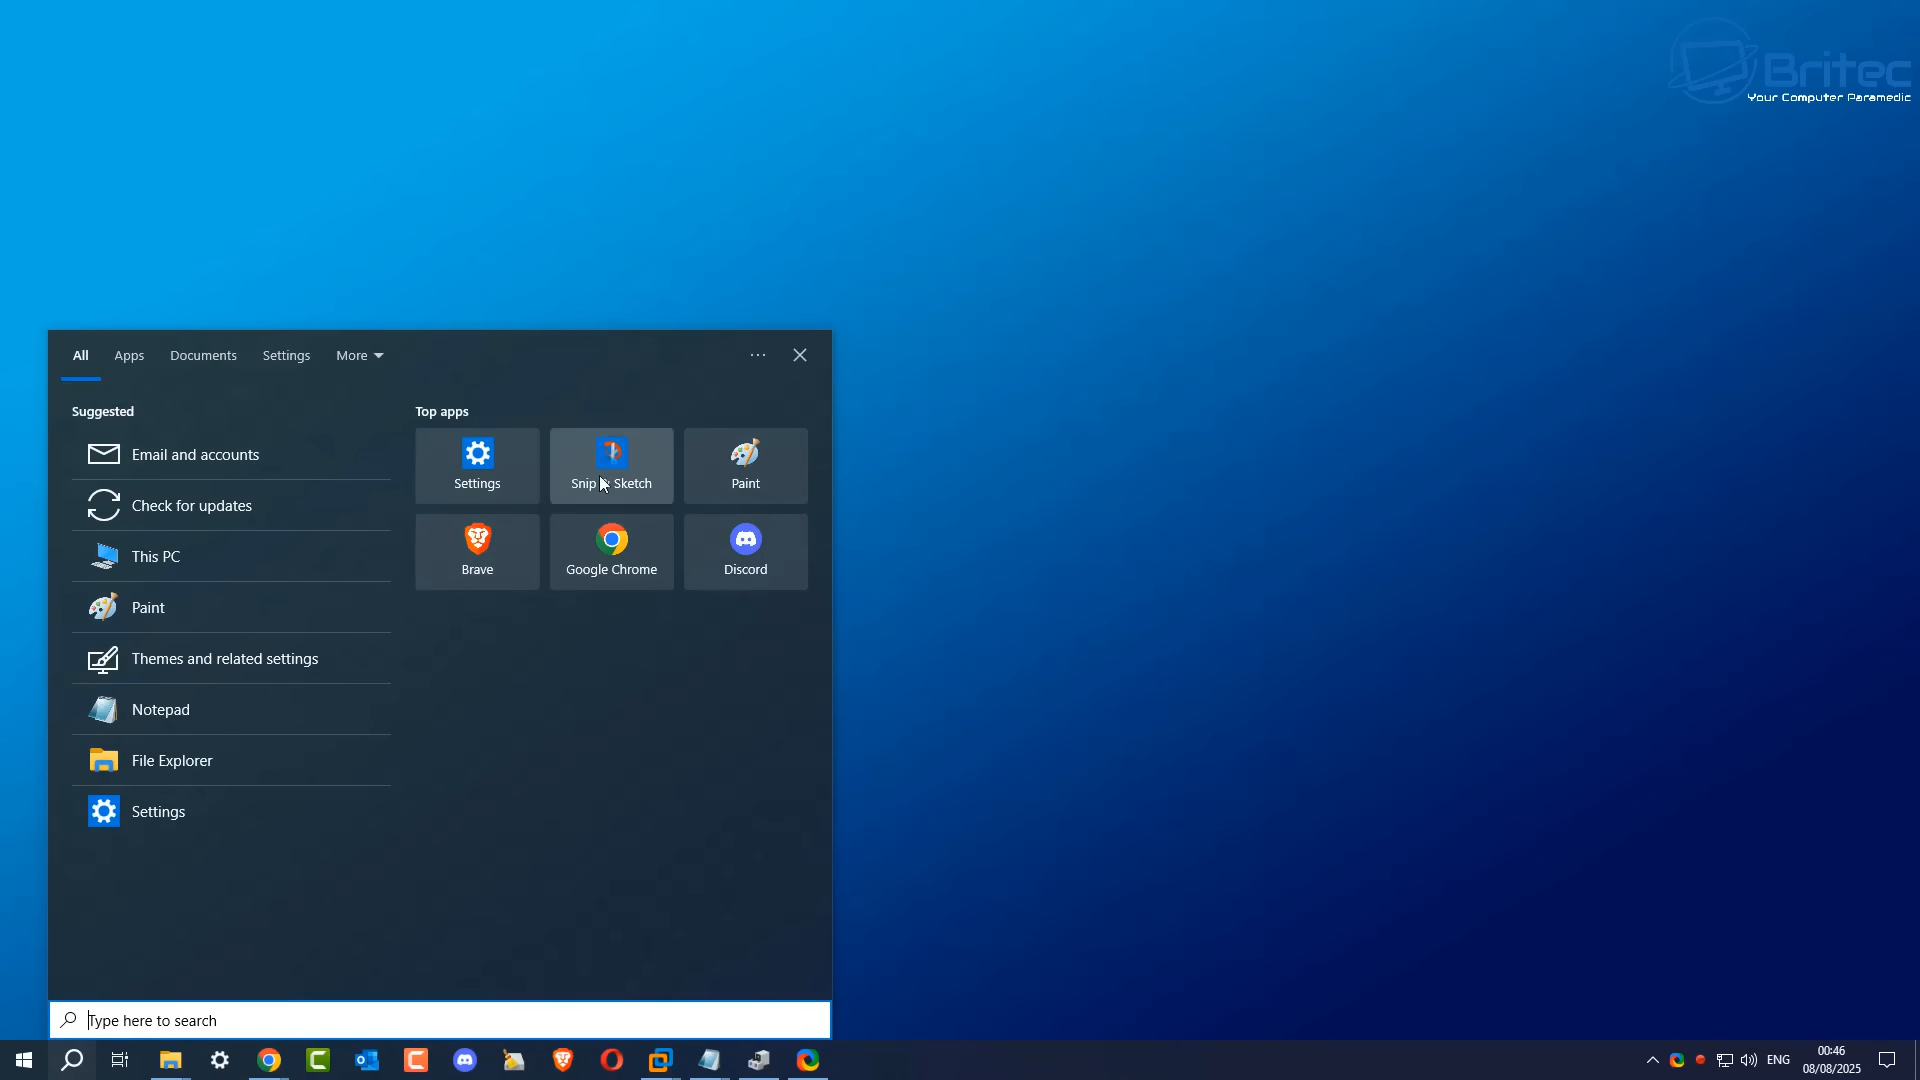 Britec
Your Computer Paramedic
All
Apps
Documents
Settings
More
Suggested
Email and accounts
Check for updates
This PC
Paint
Themes and related settings
Notepad
File Explorer
Settings
Top apps
Settings
Snip & Sketch
Paint
Brave
Google Chrome
Discord
Type here to search
ENG
00:46
08/08/2025